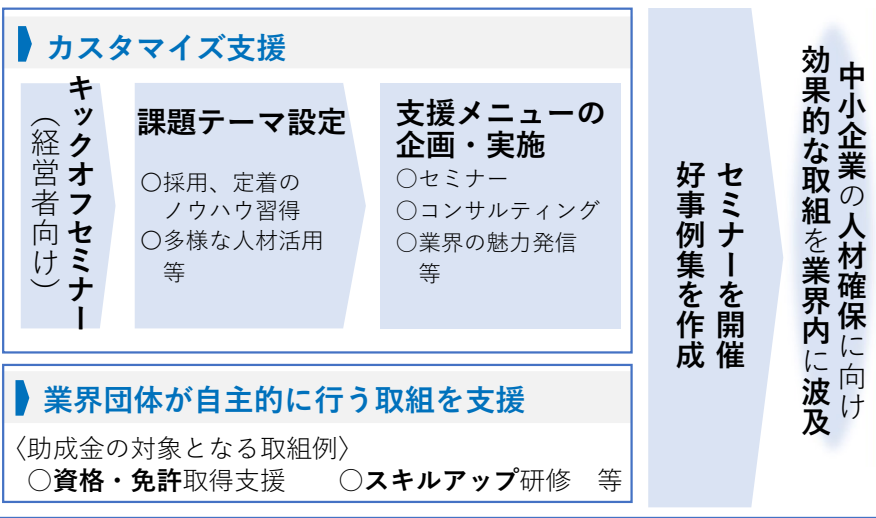 カスタマイズ支援
キックオフセミナー
（経営者向け）
課題テーマ設定
○採用、定着の
ノウハウ習得
○多様な人材活用
等
支援メニューの
企画・実施
○セミナー
○コンサルティング
○業界の魅力発信
等
業界団体が自主的に行う取組を支援
〈助成金の対象となる取組例〉
○資格・免許取得支援　　○スキルアップ研修　等
セミナーを開催
好事例集を作成
中小企業の人材確保に向け
効果的な取組を業界内に波及